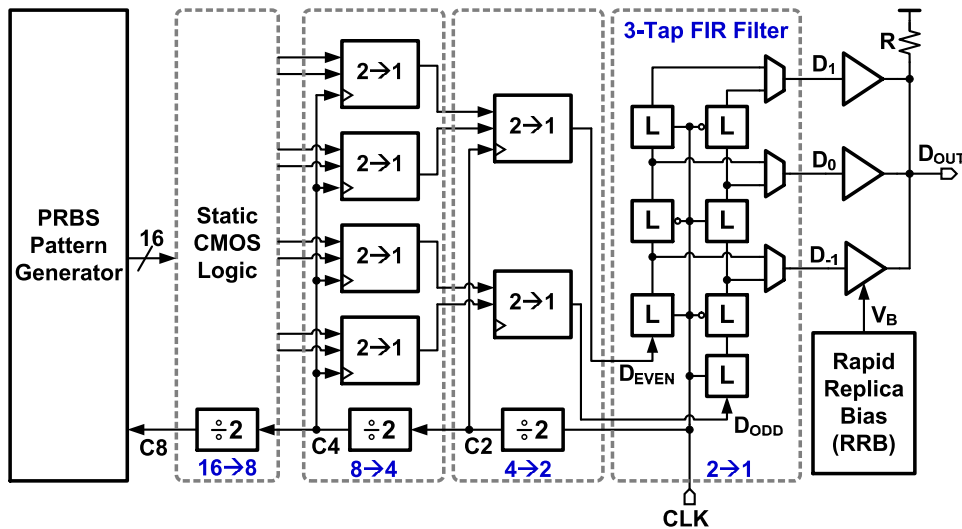 PRBS
Pattern
Generator
16
Static
CMOS
Logic
2→1
2→1
2→1
2→1
2→1
2→1
3-Tap FIR Filter
L
L
L
L
L
L
L
D1
D0
D-1
R
DOUT
VB
Rapid
Replica
Bias
(RRB)
DEVEN
DODD
C8
÷2
C4
÷2
C2
÷2
16→8
8→4
4→2
2→1
CLK